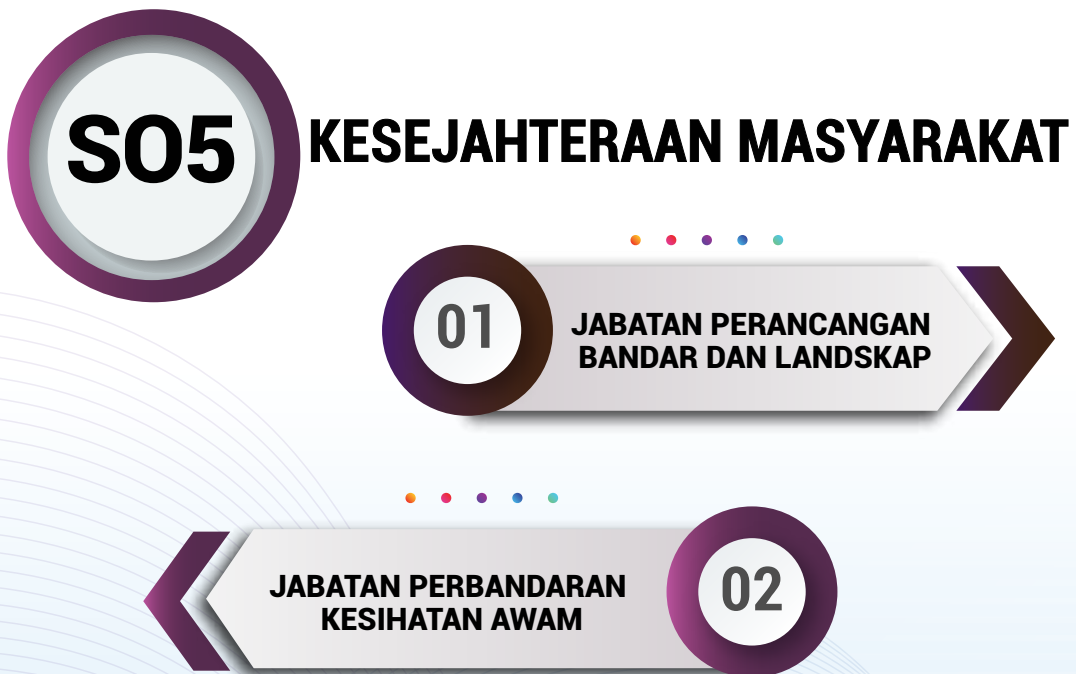 SO5
KESEJAHTERAAN MASYARAKAT
01
JABATAN PERANCANGAN
BANDAR DAN LANDSKAP
JABATAN PERBANDARAN
KESIHATAN AWAM
02